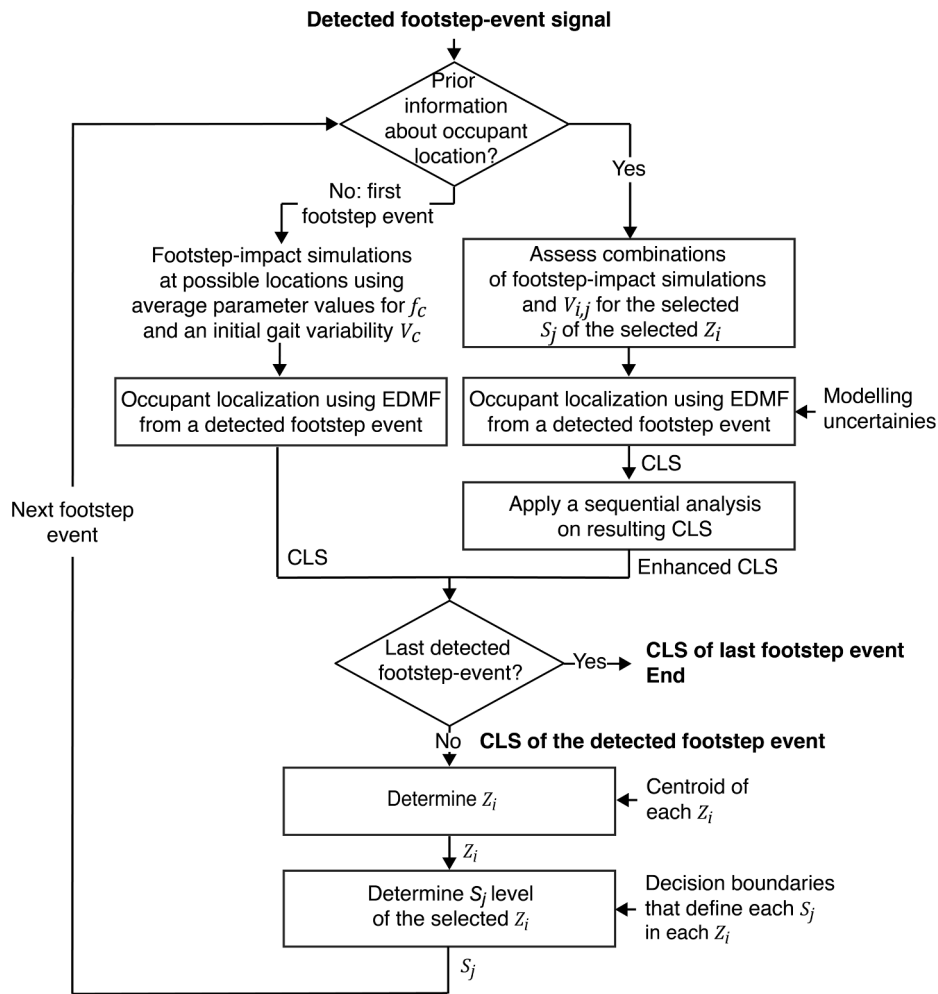 Detected footstep-event signal
Prior
information
about occupant
location?
Yes
No: first
footstep event
Footstep-impact simulations
at possible locations using
average parameter values for f_c
and an initial gait variability V_c
Assess combinations
of footstep-impact simulations
and V_{i,j} for the selected
S_j of the selected Z_i
Occupant localization using EDMF
from a detected footstep event
Occupant localization using EDMF
from a detected footstep event
Modelling
uncertainies
CLS
Apply a sequential analysis
on resulting CLS
Next footstep
event
CLS
Enhanced CLS
Last detected
footstep-event?
Yes
CLS of last footstep event
End
No
CLS of the detected footstep event
Determine Z_i
Centroid of
each Z_i
Z_i
Determine S_j level
of the selected Z_i
Decision boundaries
that define each S_j
in each Z_i
S_j